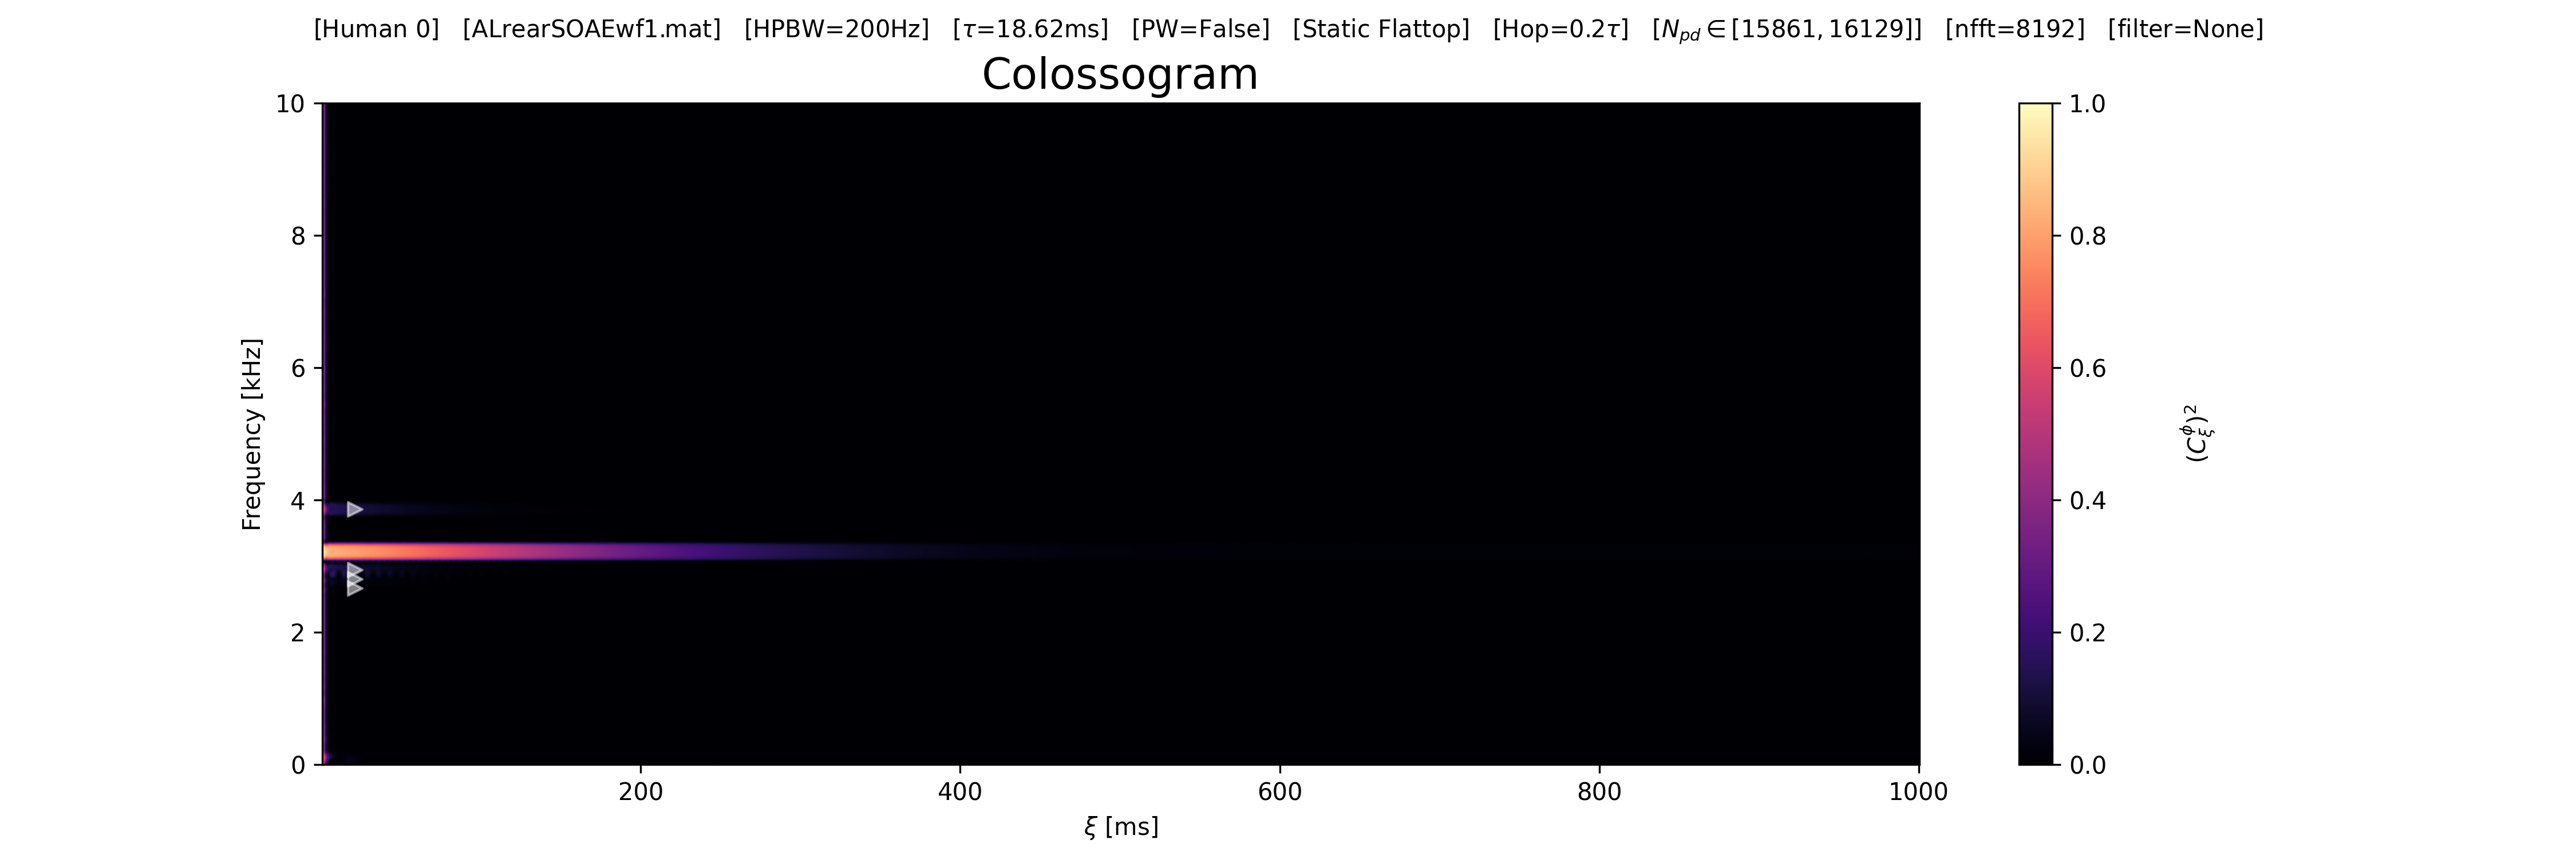 [Human 0] [ALrearSOAEwf1.mat] [HPBW=200Hz] [τ=18.62ms] [PW=False] [Static Flattop] [Hop=0.2τ] [N_pd ∈ [15861, 16129]] [nfft=8192] [filter=None]
Colossogram
10
8
6
4
2
0
Frequency [kHz]
200 400 600 800 1000
ξ [ms]
1.0
0.8
0.6
0.4
0.2
0.0
(C_ξ^ϕ)^2